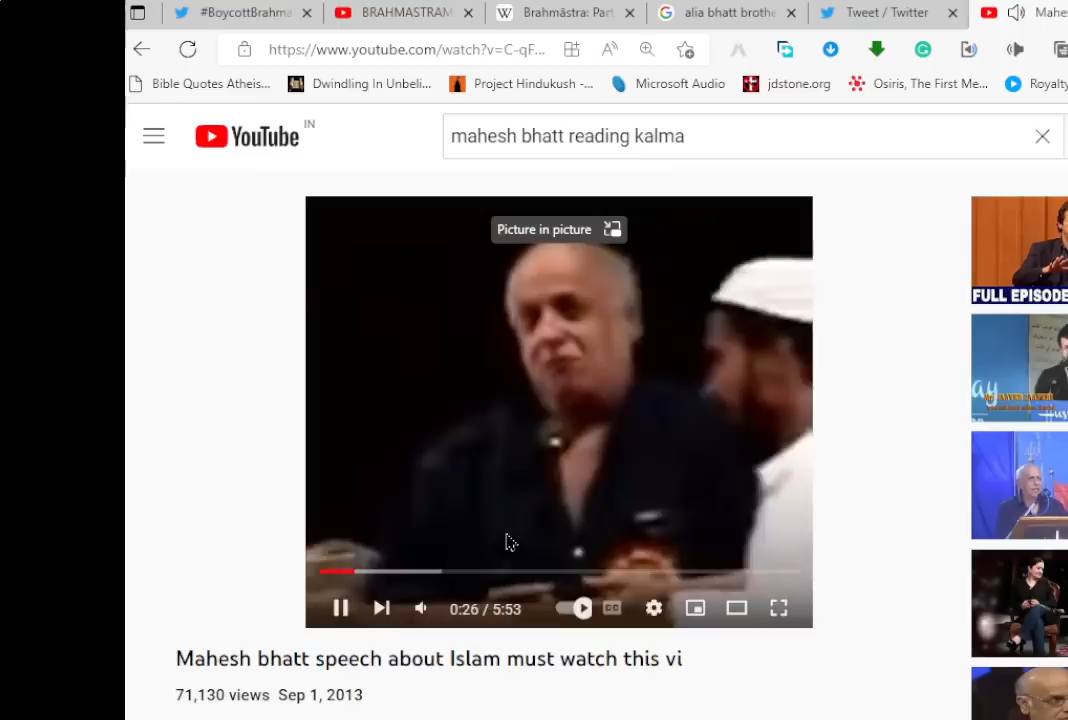 #BoycottBrahma
BRAHMASTRAM
Brahmāstra: Part
alia bhatt brothe
Tweet / Twitter
Mahe
https://www.youtube.com/watch?v=C-qF...
Bible Quotes Atheis...
Dwindling In Unbeli...
Project Hindukush -...
Microsoft Audio
jdstone.org
Osiris, The First Me...
Royalty
YouTube IN
mahesh bhatt reading kalma
Picture in picture
FULL EPISODE
ay
0:26 / 5:53
CC
Mahesh bhatt speech about Islam must watch this vi
71,130 views Sep 1, 2013